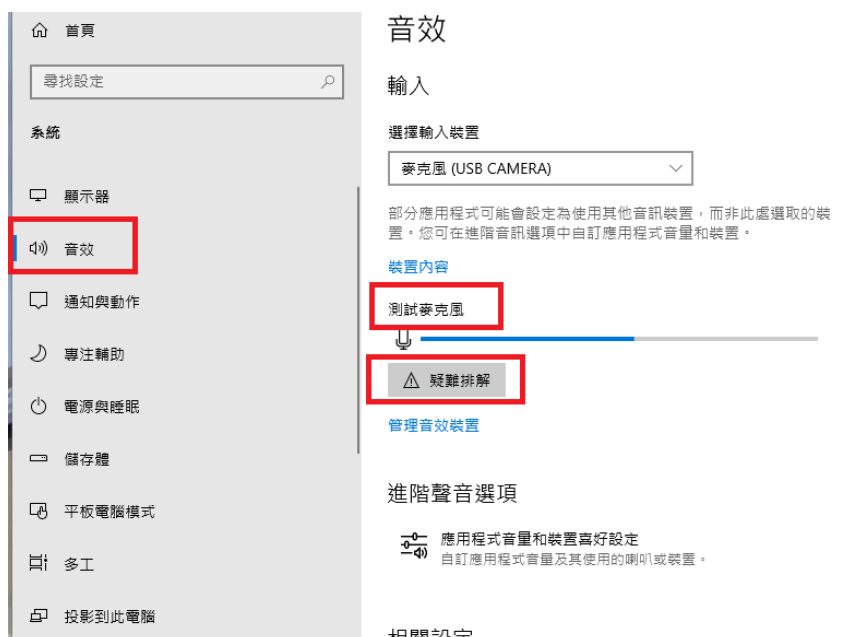 首頁
尋找設定
系統
顯示器
音效
通知與動作
專注輔助
電源與睡眠
儲存體
平板電腦模式
多工
投影到此電腦
音效
輸入
選擇輸入裝置
麥克風 (USB CAMERA)
部分應用程式可能會設定為使用其他音訊裝置，而非此處選取的裝
置。您可在進階音訊選項中自訂應用程式音量和裝置。
裝置內容
測試麥克風
疑難排解
管理音效裝置
進階聲音選項
應用程式音量和裝置喜好設定
自訂應用程式音量及其使用的喇叭或裝置。
相關設定